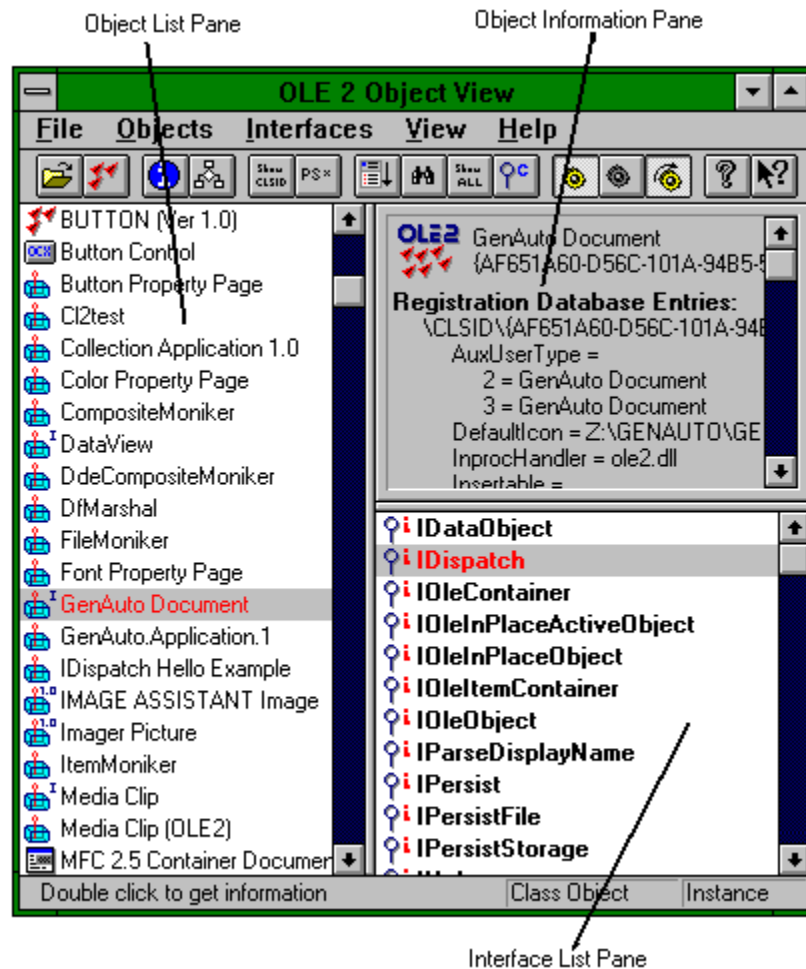 Object List Pane
Object Information Pane
OLE 2 Object View
File Objects Interfaces View Help
Show CLSID PS× Show ALL C ? ?
BUTTON (Ver 1.0)
OCX Button Control
Button Property Page
Cl2test
Collection Application 1.0
Color Property Page
CompositeMoniker
I DataView
DdeCompositeMoniker
DfMarshal
FileMoniker
Font Property Page
I GenAuto Document
GenAuto.Application.1
IDispatch Hello Example
1.0 IMAGE ASSISTANT Image
1.0 Imager Picture
ItemMoniker
I Media Clip
Media Clip (OLE2)
MFC 2.5 Container Documen
OLE2 GenAuto Document
{AF651A60-D56C-101A-94B5-5
Registration Database Entries:
\CLSID\{AF651A60-D56C-101A-94B
AuxUserType =
2 = GenAuto Document
3 = GenAuto Document
DefaultIcon = Z:\GENAUTO\GE
InprocHandler = ole2.dll
Insertable =
IDataObject
IDispatch
IOleContainer
IOleInPlaceActiveObject
IOleInPlaceObject
IOleItemContainer
IOleObject
IParseDisplayName
IPersist
IPersistFile
IPersistStorage
Double click to get information Class Object Instance
Interface List Pane